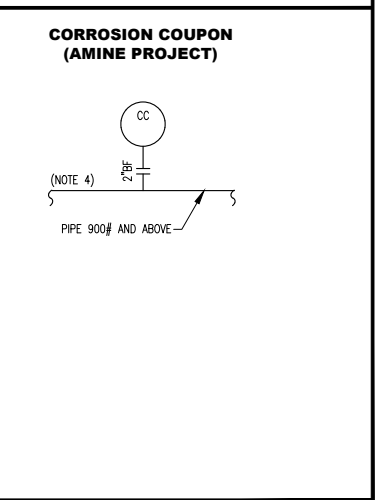 CORROSION COUPON
(AMINE PROJECT)
CC
2"BF
(NOTE 4)
PIPE 900# AND ABOVE